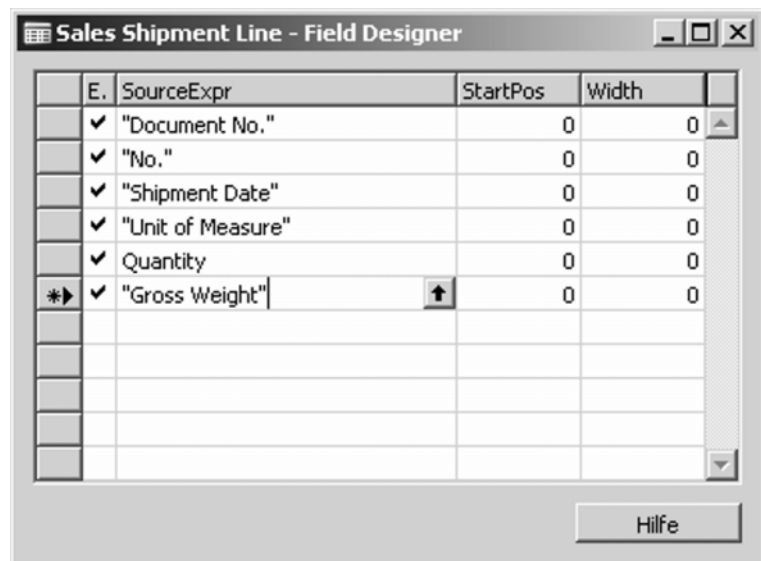 Sales Shipment Line - Field Designer
E. SourceExpr StartPos Width
"Document No." 0 0
"No." 0 0
"Shipment Date" 0 0
"Unit of Measure" 0 0
Quantity 0 0
"Gross Weight" 0 0
Hilfe